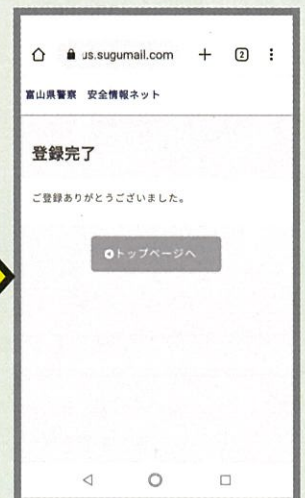 us.sugumail.com
2
富山県警察 安全情報ネット
登録完了
ご登録ありがとうございました。
トップページへ